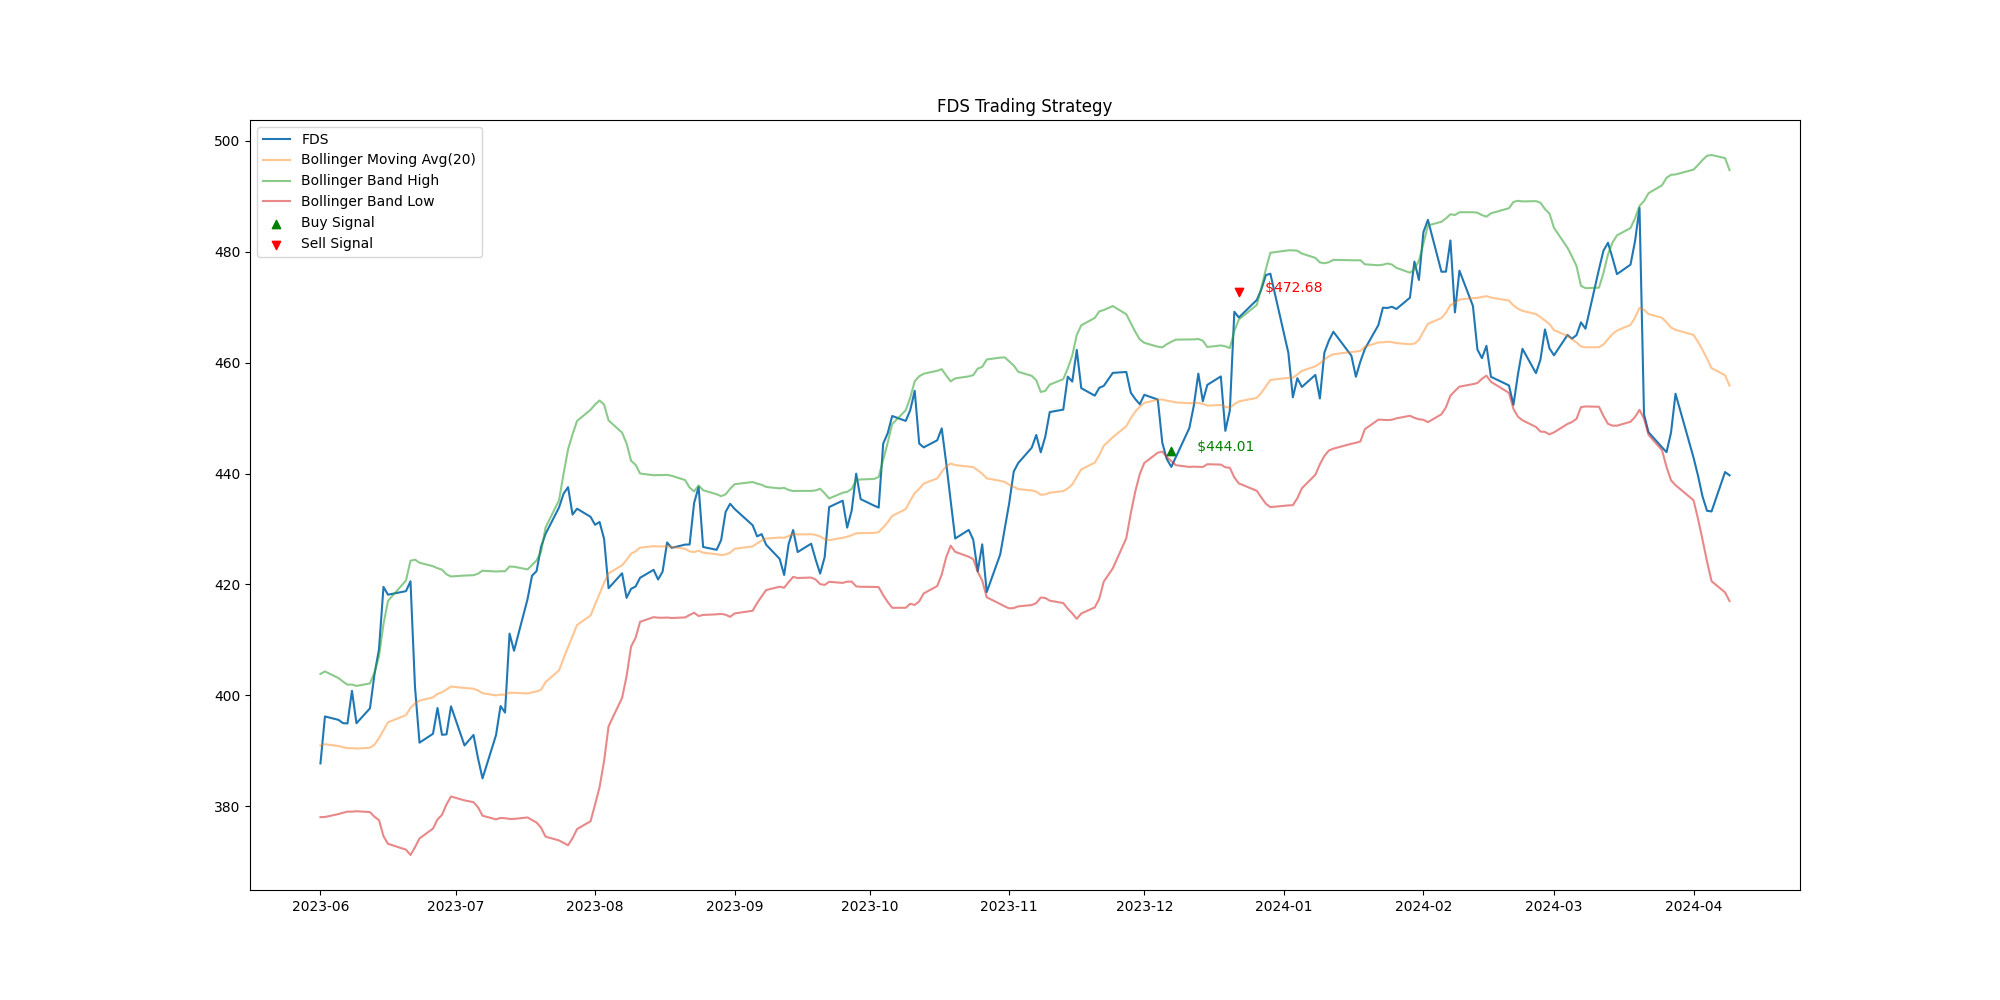 FDS Trading Strategy
500
480
460
440
420
400
380
FDS
Bollinger Moving Avg(20)
Bollinger Band High
Bollinger Band Low
Buy Signal
Sell Signal
$472.68
$444.01
2023-06 2023-07 2023-08 2023-09 2023-10 2023-11 2023-12 2024-01 2024-02 2024-03 2024-04